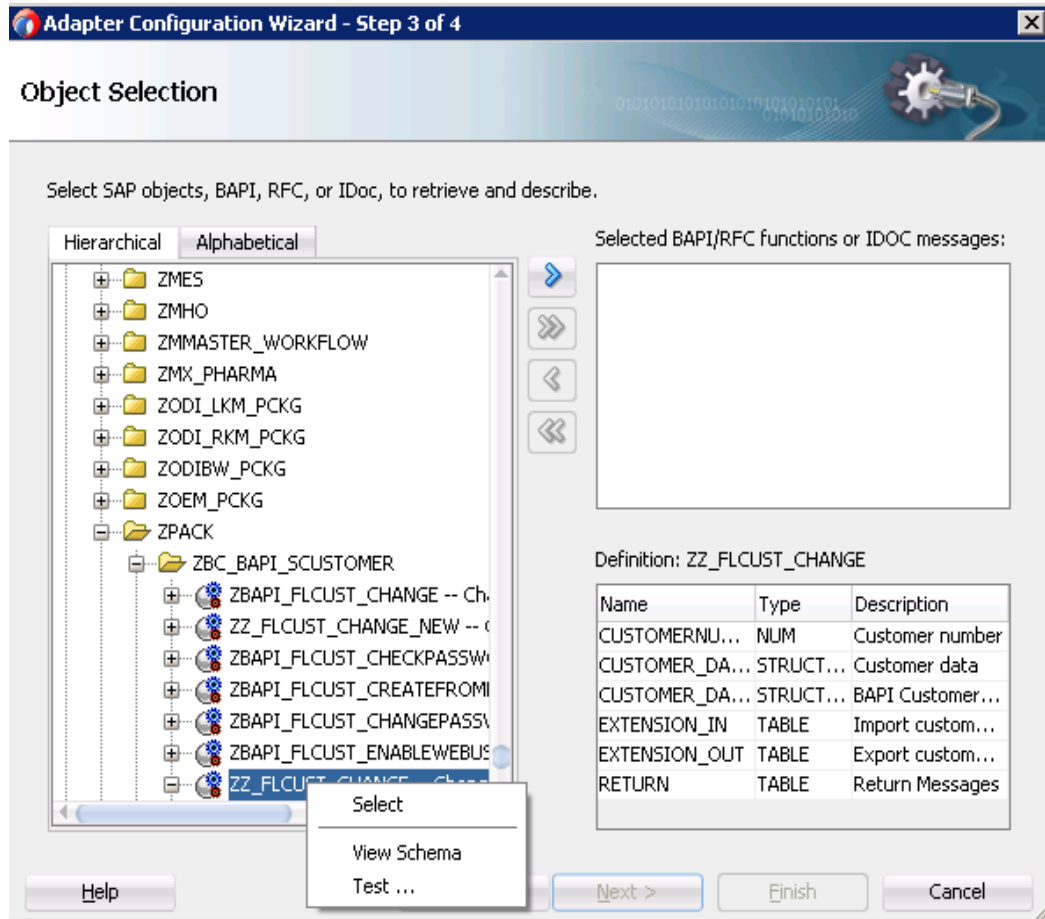 Adapter Configuration Wizard - Step 3 of 4
Object Selection
Select SAP objects, BAPI, RFC, or IDoc, to retrieve and describe.
Hierarchical Alphabetical
ZMES
ZMHO
ZMMASTER_WORKFLOW
ZMX_PHARMA
ZODI_LKM_PCKG
ZODI_RKM_PCKG
ZODIBW_PCKG
ZOEM_PCKG
ZPACK
ZBC_BAPI_SCUSTOMER
ZBAPI_FLCUST_CHANGE -- Ch
ZZ_FLCUST_CHANGE_NEW --
ZBAPI_FLCUST_CHECKPASSW
ZBAPI_FLCUST_CREATEFROM
ZBAPI_FLCUST_CHANGEPASS
ZBAPI_FLCUST_ENABLEWEBUS
ZZ_FLCUST_CHANGE -- Chan
Select
View Schema
Test ...
Selected BAPI/RFC functions or IDOC messages:
Definition: ZZ_FLCUST_CHANGE
Name Type Description
CUSTOMERNU... NUM Customer number
CUSTOMER_DA... STRUCT... Customer data
CUSTOMER_DA... STRUCT... BAPI Customer...
EXTENSION_IN TABLE Import custom...
EXTENSION_OUT TABLE Export custom...
RETURN TABLE Return Messages
Help Next > Finish Cancel